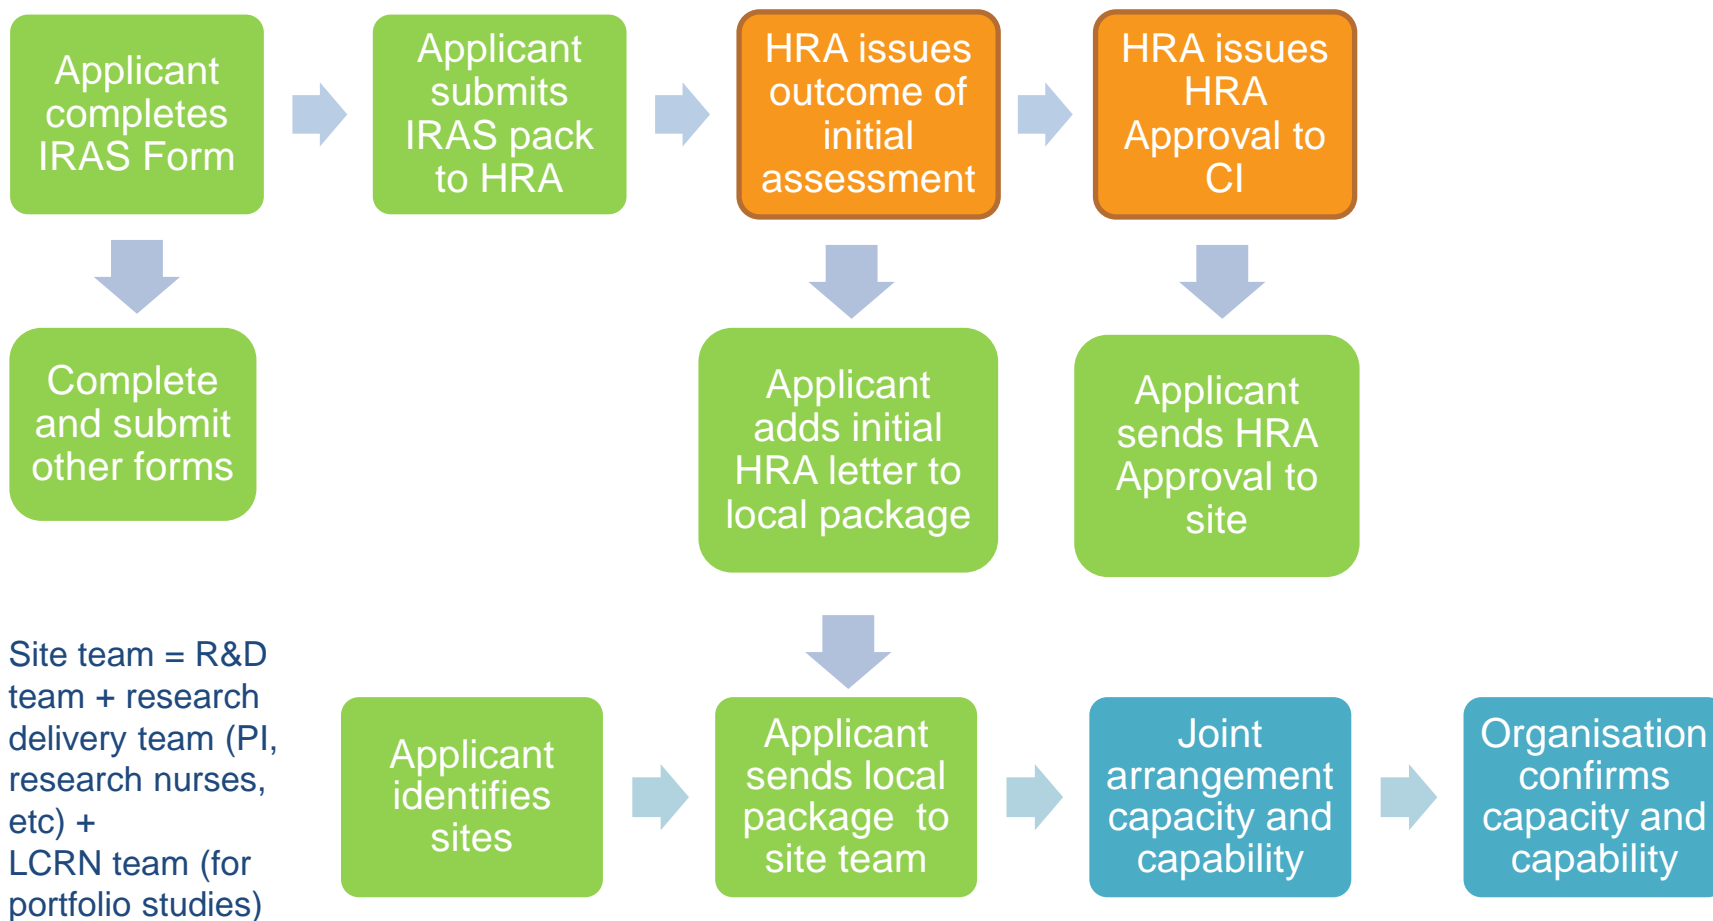 Applicant
completes
IRAS Form
Applicant
submits
IRAS pack
to HRA
HRA issues
outcome of
initial
assessment
HRA issues
HRA
Approval to
CI
Complete
and submit
other forms
Applicant
adds initial
HRA letter to
local package
Applicant
sends HRA
Approval to
site
Site team = R&D
team + research
delivery team (PI,
research nurses,
etc) +
LCRN team (for
portfolio studies)
Applicant
identifies
sites
Applicant
sends local
package to
site team
Joint
arrangement
capacity and
capability
Organisation
confirms
capacity and
capability